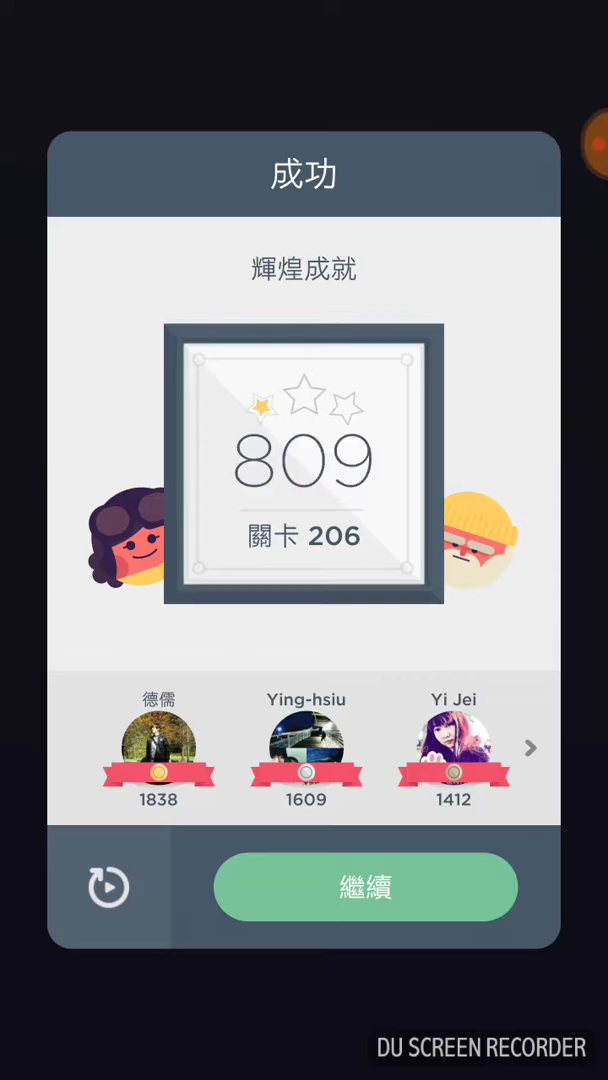 成功
輝煌成就
809
關卡 206
德儒
Ying-hsiu
Yi Jei
1838
1609
1412
繼續
DU SCREEN RECORDER